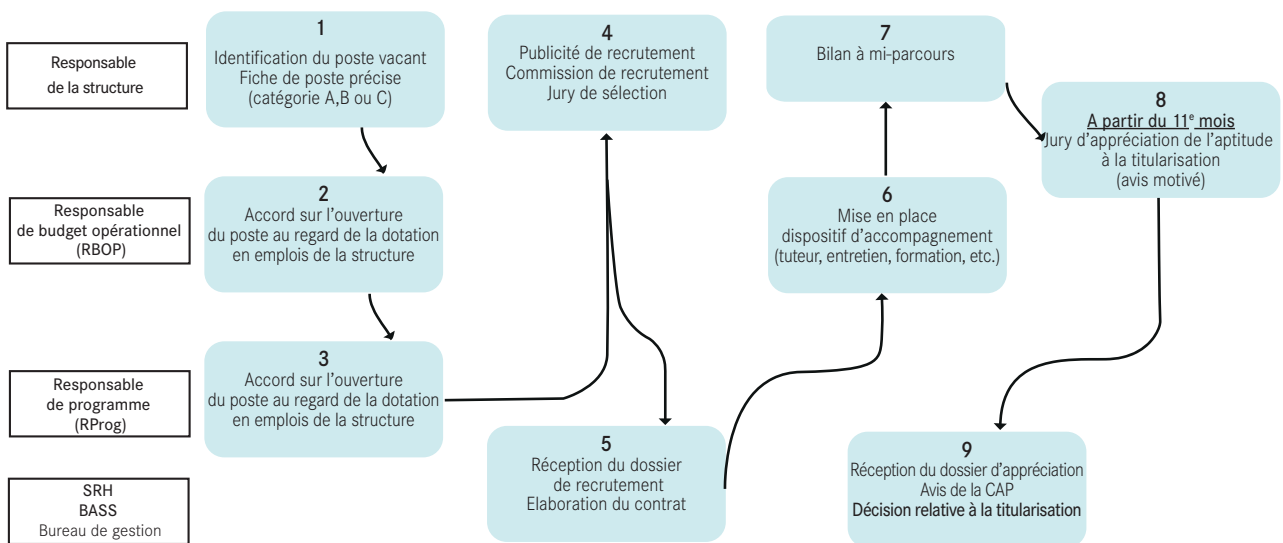 Responsable
de la structure
1
Identification du poste vacant
Fiche de poste précise
(catégorie A,B ou C)
4
Publicité de recrutement
Commission de recrutement
Jury de sélection
7
Bilan à mi-parcours
8
A partir du 11e mois
Jury d'appréciation de l'aptitude
à la titularisation
(avis motivé)
Responsable
de budget opérationnel
(RBOP)
2
Accord sur l'ouverture
du poste au regard de la dotation
en emplois de la structure
6
Mise en place
dispositif d'accompagnement
(tuteur, entretien, formation, etc.)
Responsable
de programme
(RProg)
3
Accord sur l'ouverture
du poste au regard de la dotation
en emplois de la structure
SRH
BASS
Bureau de gestion
5
Réception du dossier
de recrutement
Elaboration du contrat
9
Réception du dossier d'appréciation
Avis de la CAP
Décision relative à la titularisation